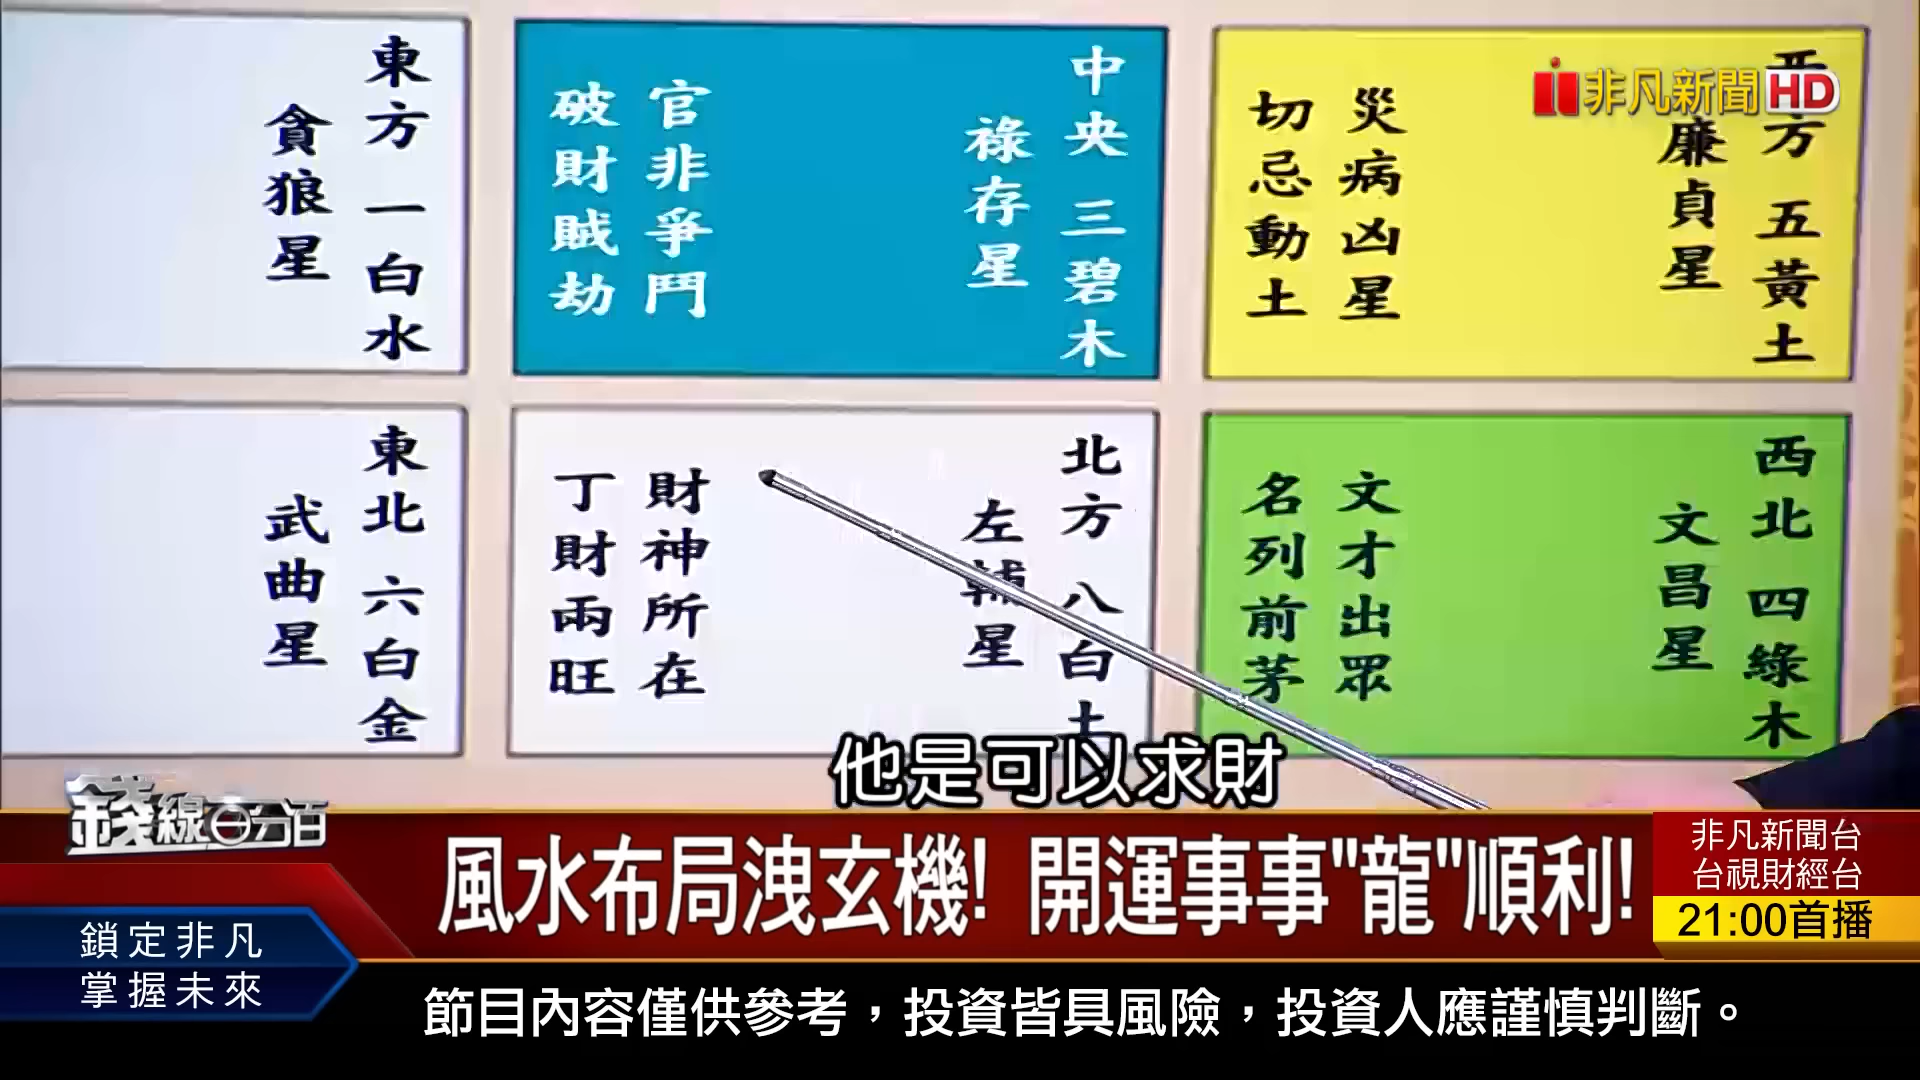 東方 一白水
貪狼星
中央 三碧木
祿存星
官非爭鬥
破財賊劫
方 五黃土
廉貞星
災病凶星
切忌動土
非凡新聞HD
東北 六白金
武曲星
北方 八白土
左輔星
財神所在
丁財兩旺
西北 四綠木
文昌星
文才出眾
名列前茅
他是可以求財
錢線百分百
風水布局洩玄機! 開運事事"龍"順利!
非凡新聞台
台視財經台
21:00首播
鎖定非凡
掌握未來
節目內容僅供參考，投資皆具風險，投資人應謹慎判斷。